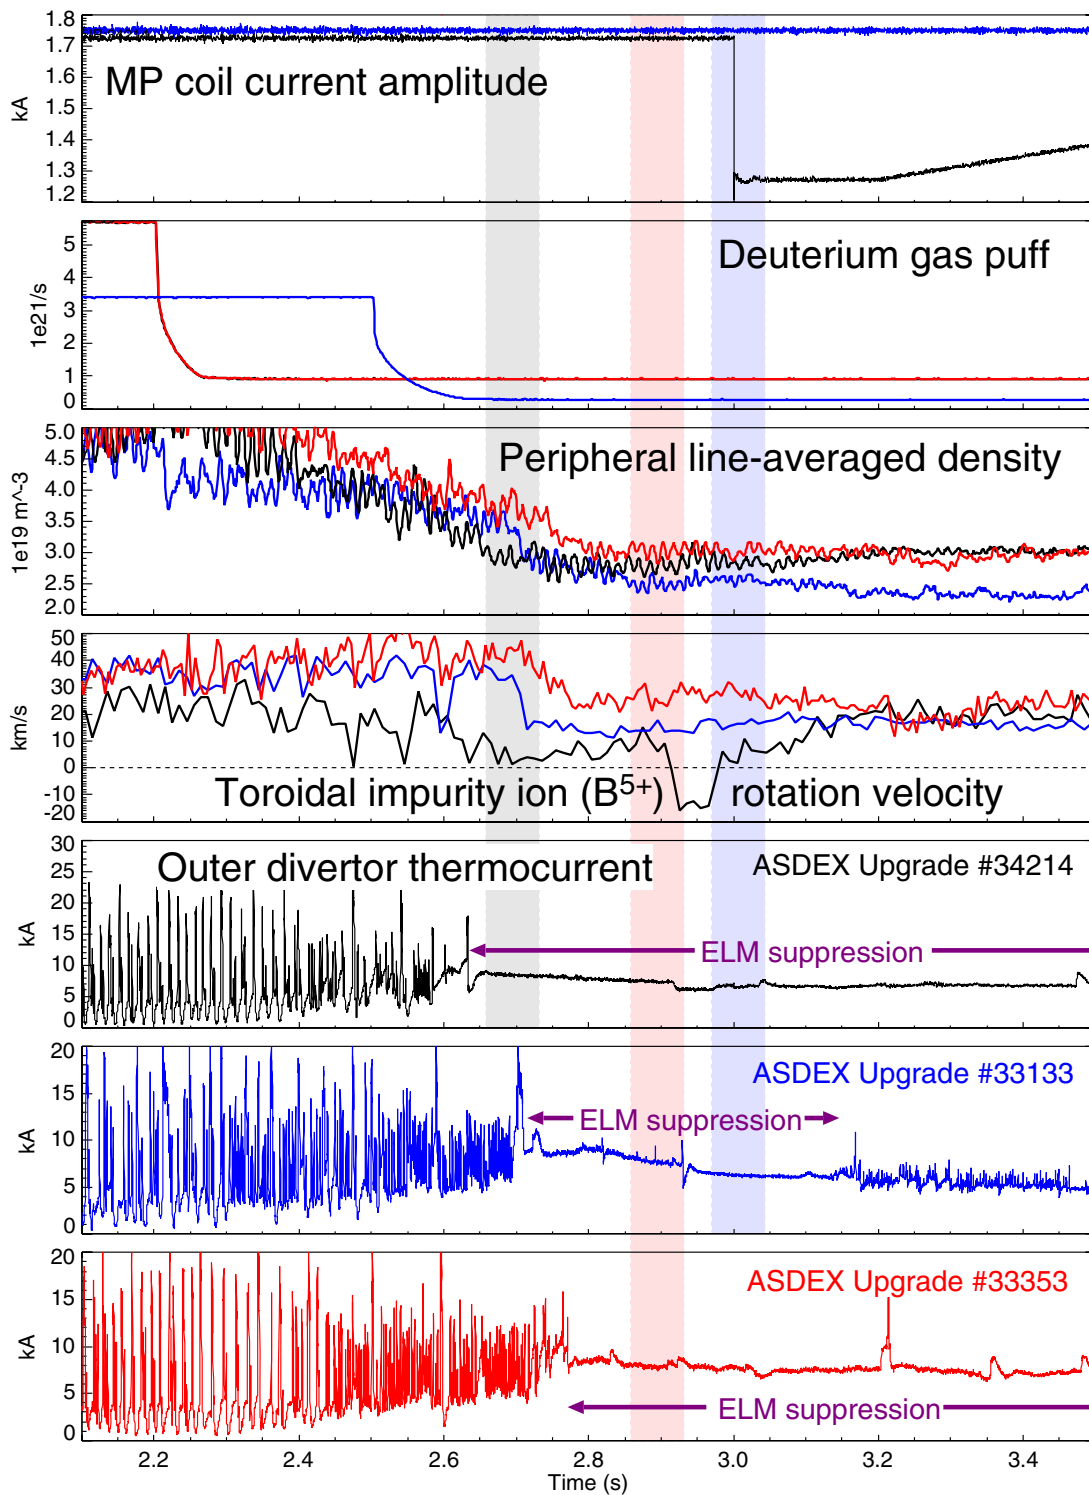 1.8
1.7
1.6
1.5
1.4
1.3
1.2
kA
MP coil current amplitude
5
4
3
2
1
0
1e21/s
Deuterium gas puff
5.0
4.5
4.0
3.5
3.0
2.5
2.0
1e19 m^-3
Peripheral line-averaged density
50
40
30
20
10
0
-10
-20
km/s
Toroidal impurity ion (B5+) rotation velocity
30
25
20
15
10
5
0
kA
Outer divertor thermocurrent
ASDEX Upgrade #34214
ELM suppression
20
15
10
5
0
kA
ASDEX Upgrade #33133
ELM suppression
20
15
10
5
0
kA
ASDEX Upgrade #33353
ELM suppression
2.2 2.4 2.6 2.8 3.0 3.2 3.4
Time (s)